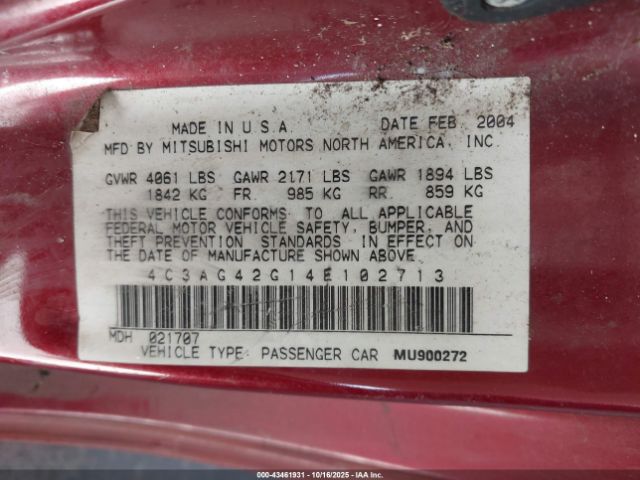 MADE IN U.S.A. DATE FEB. 2004
MFD BY MITSUBISHI MOTORS NORTH AMERICA, INC.
GVWR 4061 LBS GAWR 2171 LBS GAWR 1894 LBS
1842 KG FR. 985 KG RR. 859 KG
THIS VEHICLE CONFORMS TO ALL APPLICABLE
FEDERAL MOTOR VEHICLE SAFETY, BUMPER, AND
THEFT PREVENTION STANDARDS IN EFFECT ON
THE DATE OF MANUFACTURE SHOWN ABOVE.
4C3AG42G14E102713
MDH 021707
VEHICLE TYPE: PASSENGER CAR MU900272
000-43461931 - 10/16/2025 - IAAI.com